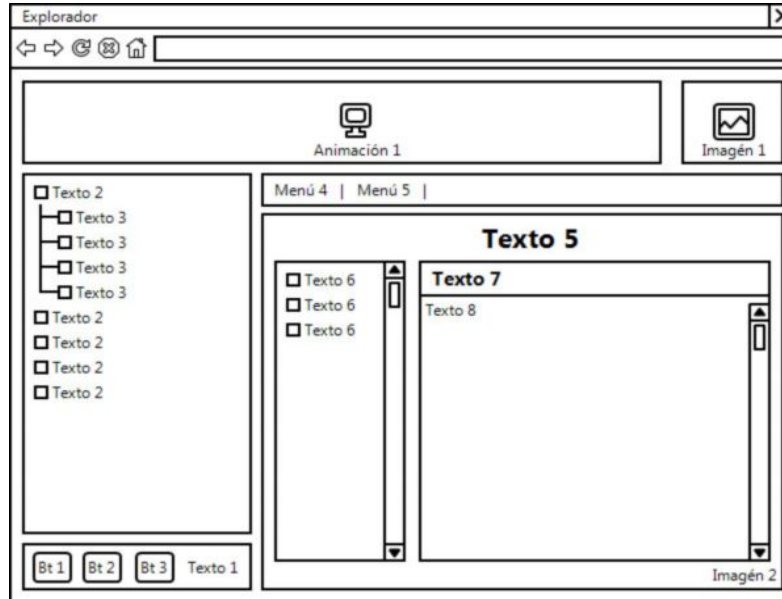 Explorador
Animación 1
Imagén 1
Texto 2
Texto 3
Texto 3
Texto 3
Texto 3
Texto 2
Texto 2
Texto 2
Texto 2
Bt 1 Bt 2 Bt 3 Texto 1
Menú 4 | Menú 5 |
Texto 5
Texto 6
Texto 6
Texto 6
Texto 7
Texto 8
Imagén 2